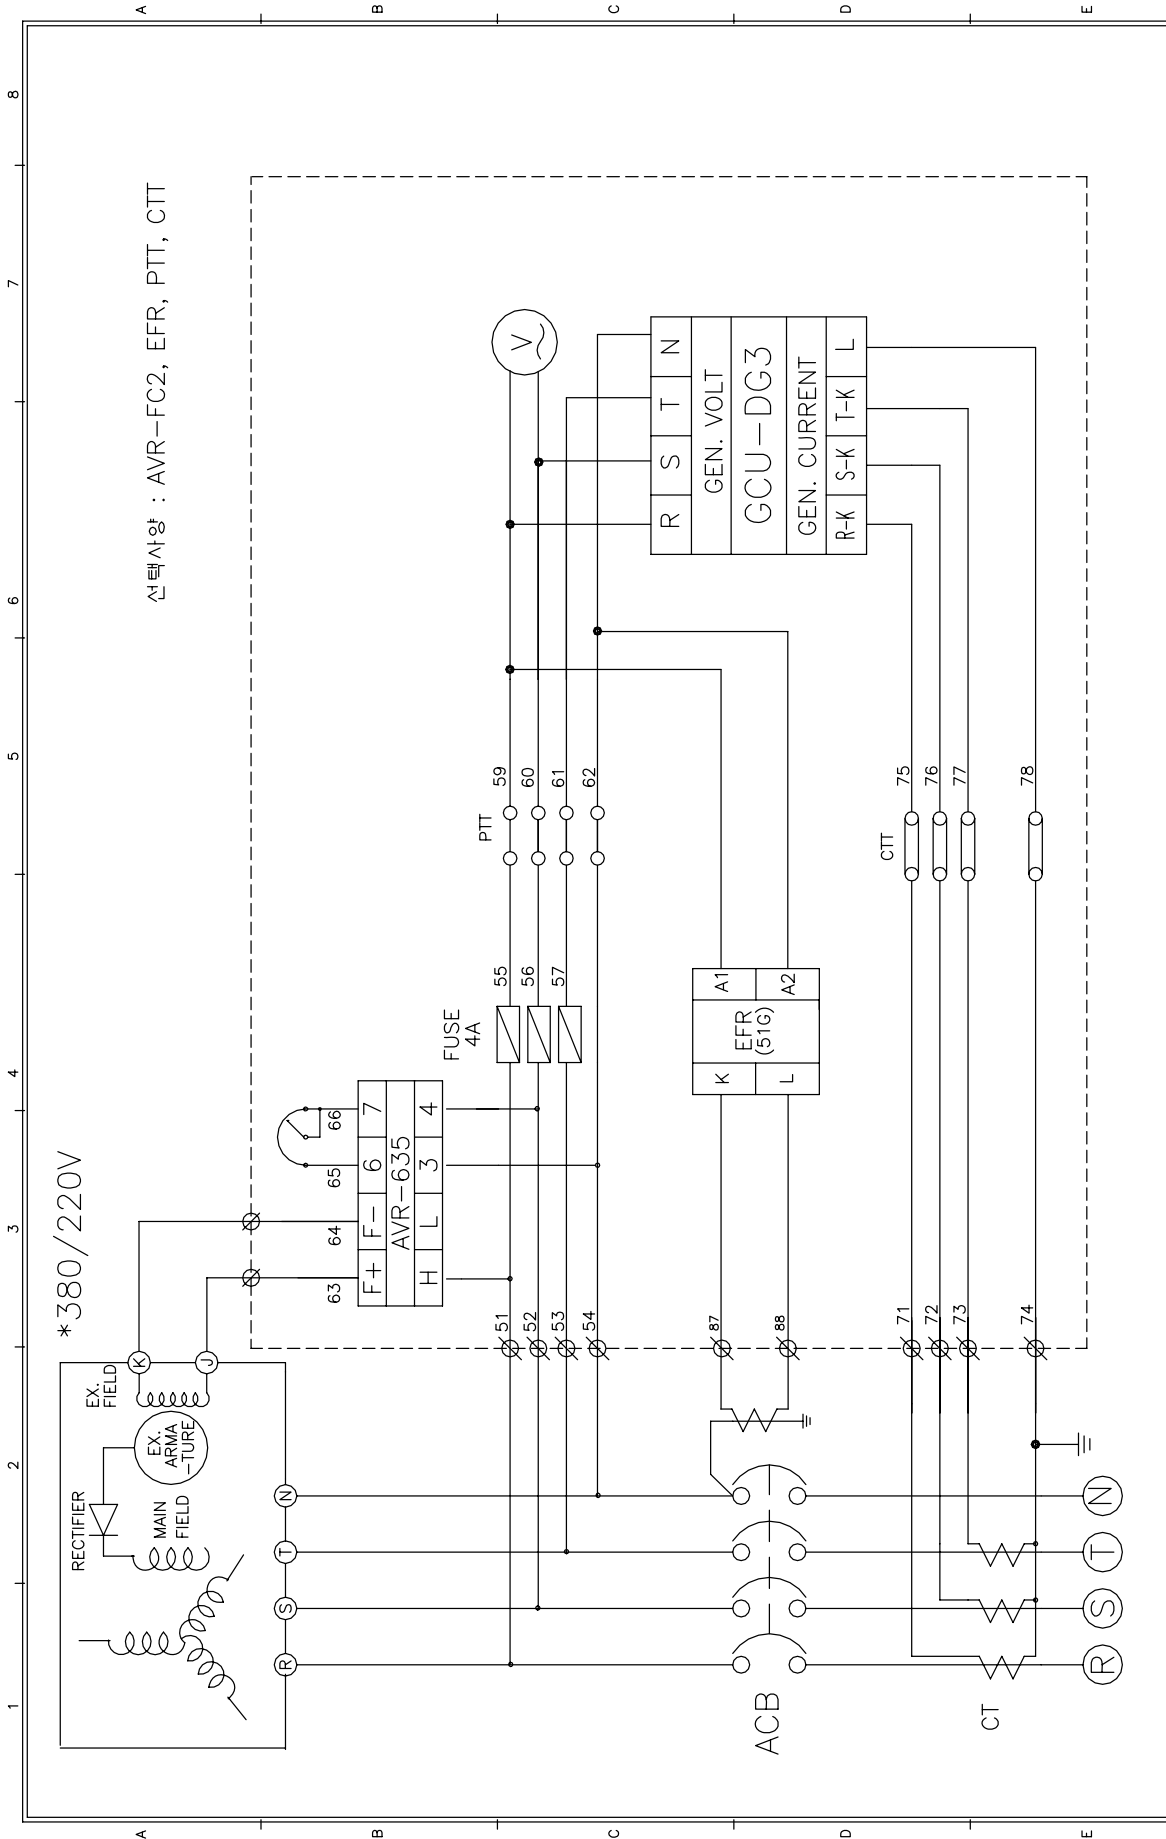 1 2 3 4 5 6 7 8
A
B
C
D
E
A
B
C
D
E
*380/220V
선택사양 : AVR-FC2, EFR, PTT, CTT
RECTIFIER
MAIN
FIELD
EX.
ARMA
-TURE
EX.
FIELD
K
J
R S T N
63 64 65 66
F+ F- 6 7
AVR-635
H L 3 4
FUSE
4A
51 55 59
52 56 60
53 57 61
54 62
PTT
V
R S T N
GEN. VOLT
GCU-DG3
GEN. CURRENT
R-K S-K T-K L
87
88
K
L
EFR
(51G)
A1
A2
ACB
CTT
71 75
72 76
73 77
74 78
CT
R S T N